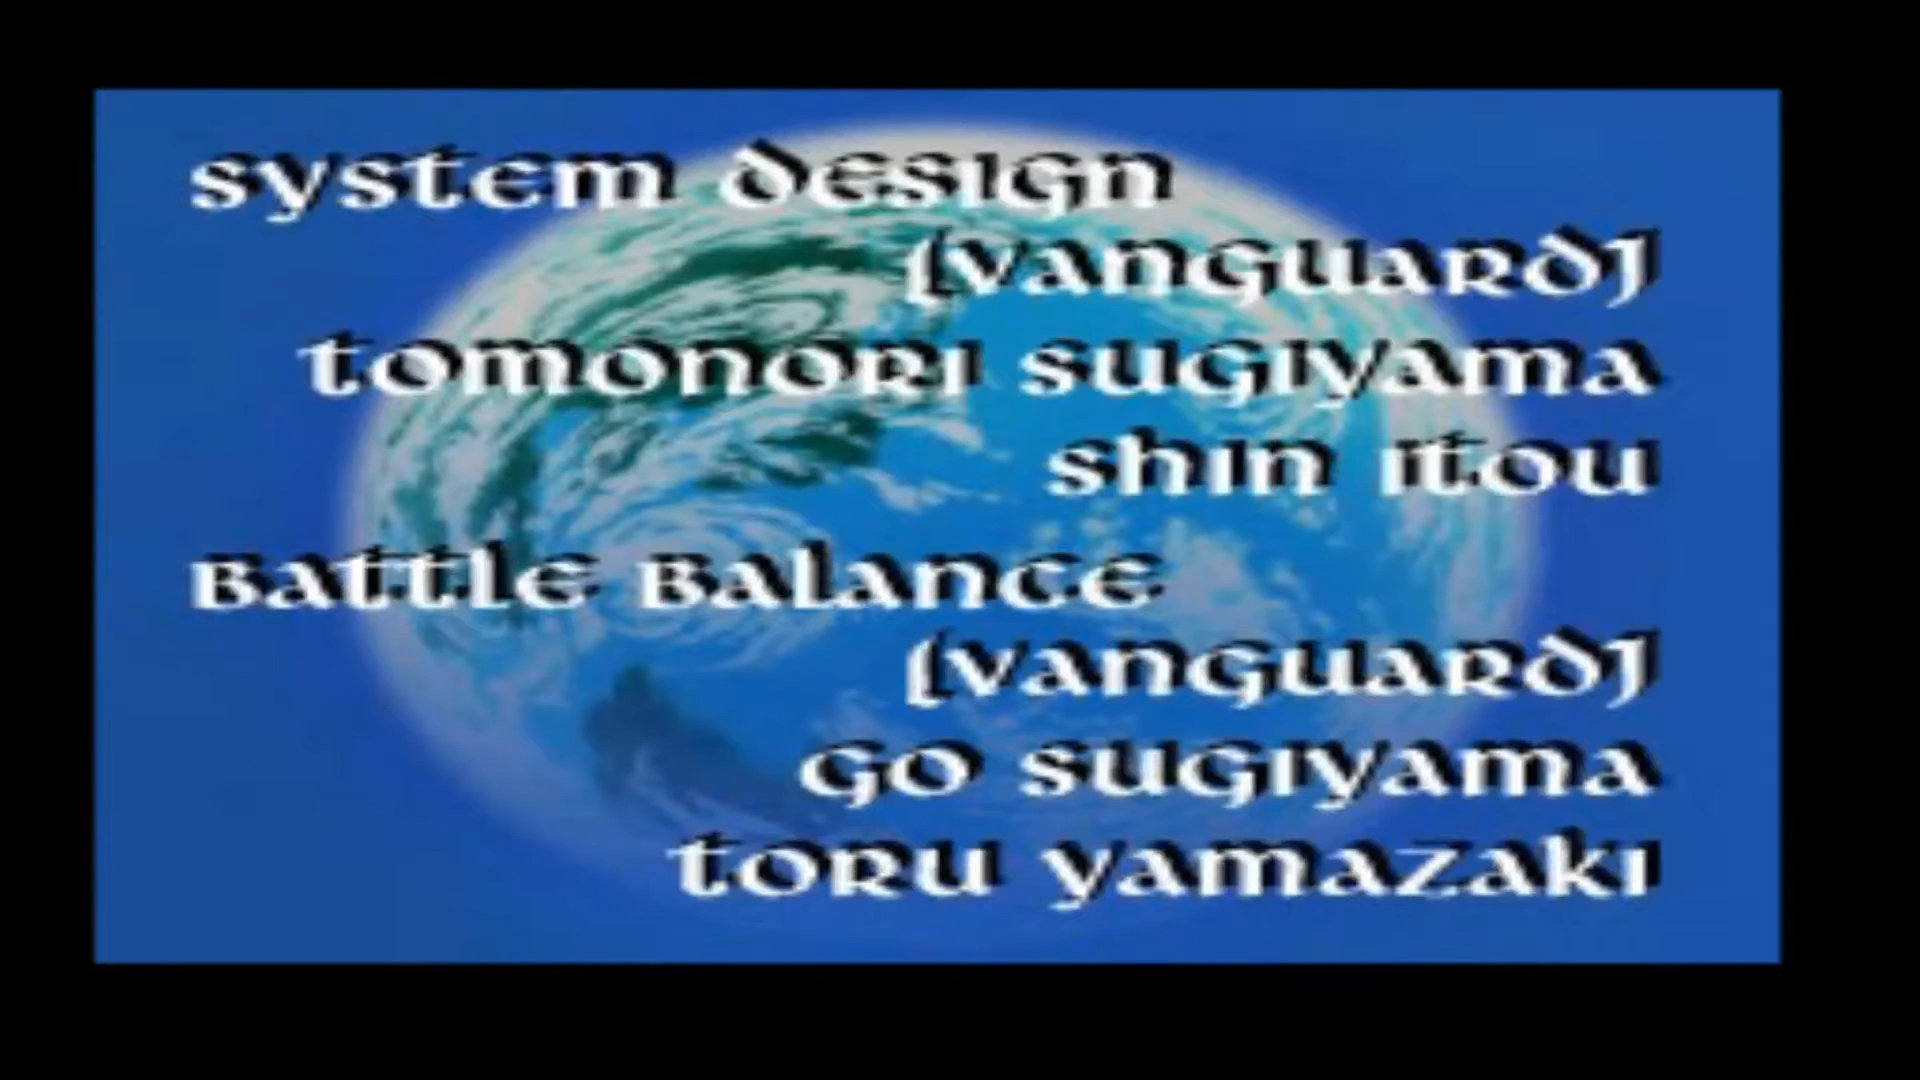 system design
[vanguard]
tomonori sugiyama
shin itou
battle balance
[vanguard]
go sugiyama
toru yamazaki